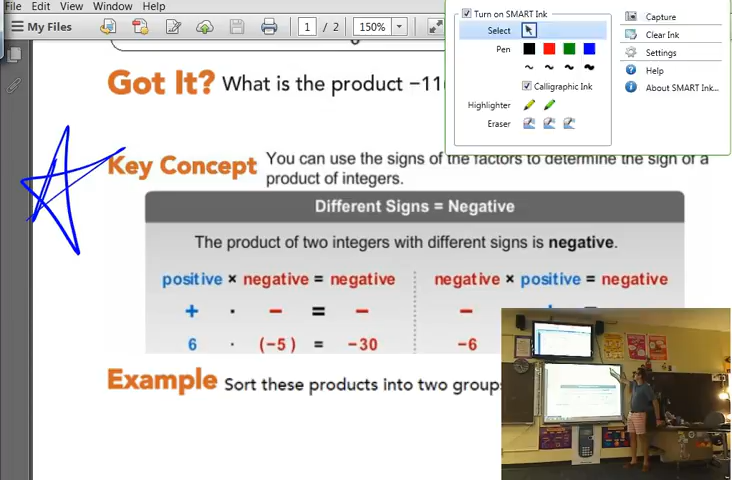 File Edit View Window Help
My Files 1 / 2 150%
Turn on SMART Ink
Select
Pen
Calligraphic Ink
Highlighter
Eraser
Capture
Clear Ink
Settings
Help
About SMART Ink...
Got It? What is the product −11(
Key Concept You can use the signs of the factors to determine the sign of a
product of integers.
Different Signs = Negative
The product of two integers with different signs is negative.
positive × negative = negative negative × positive = negative
+ · − = − −
6 · (−5) = −30 −6
Example Sort these products into two groups